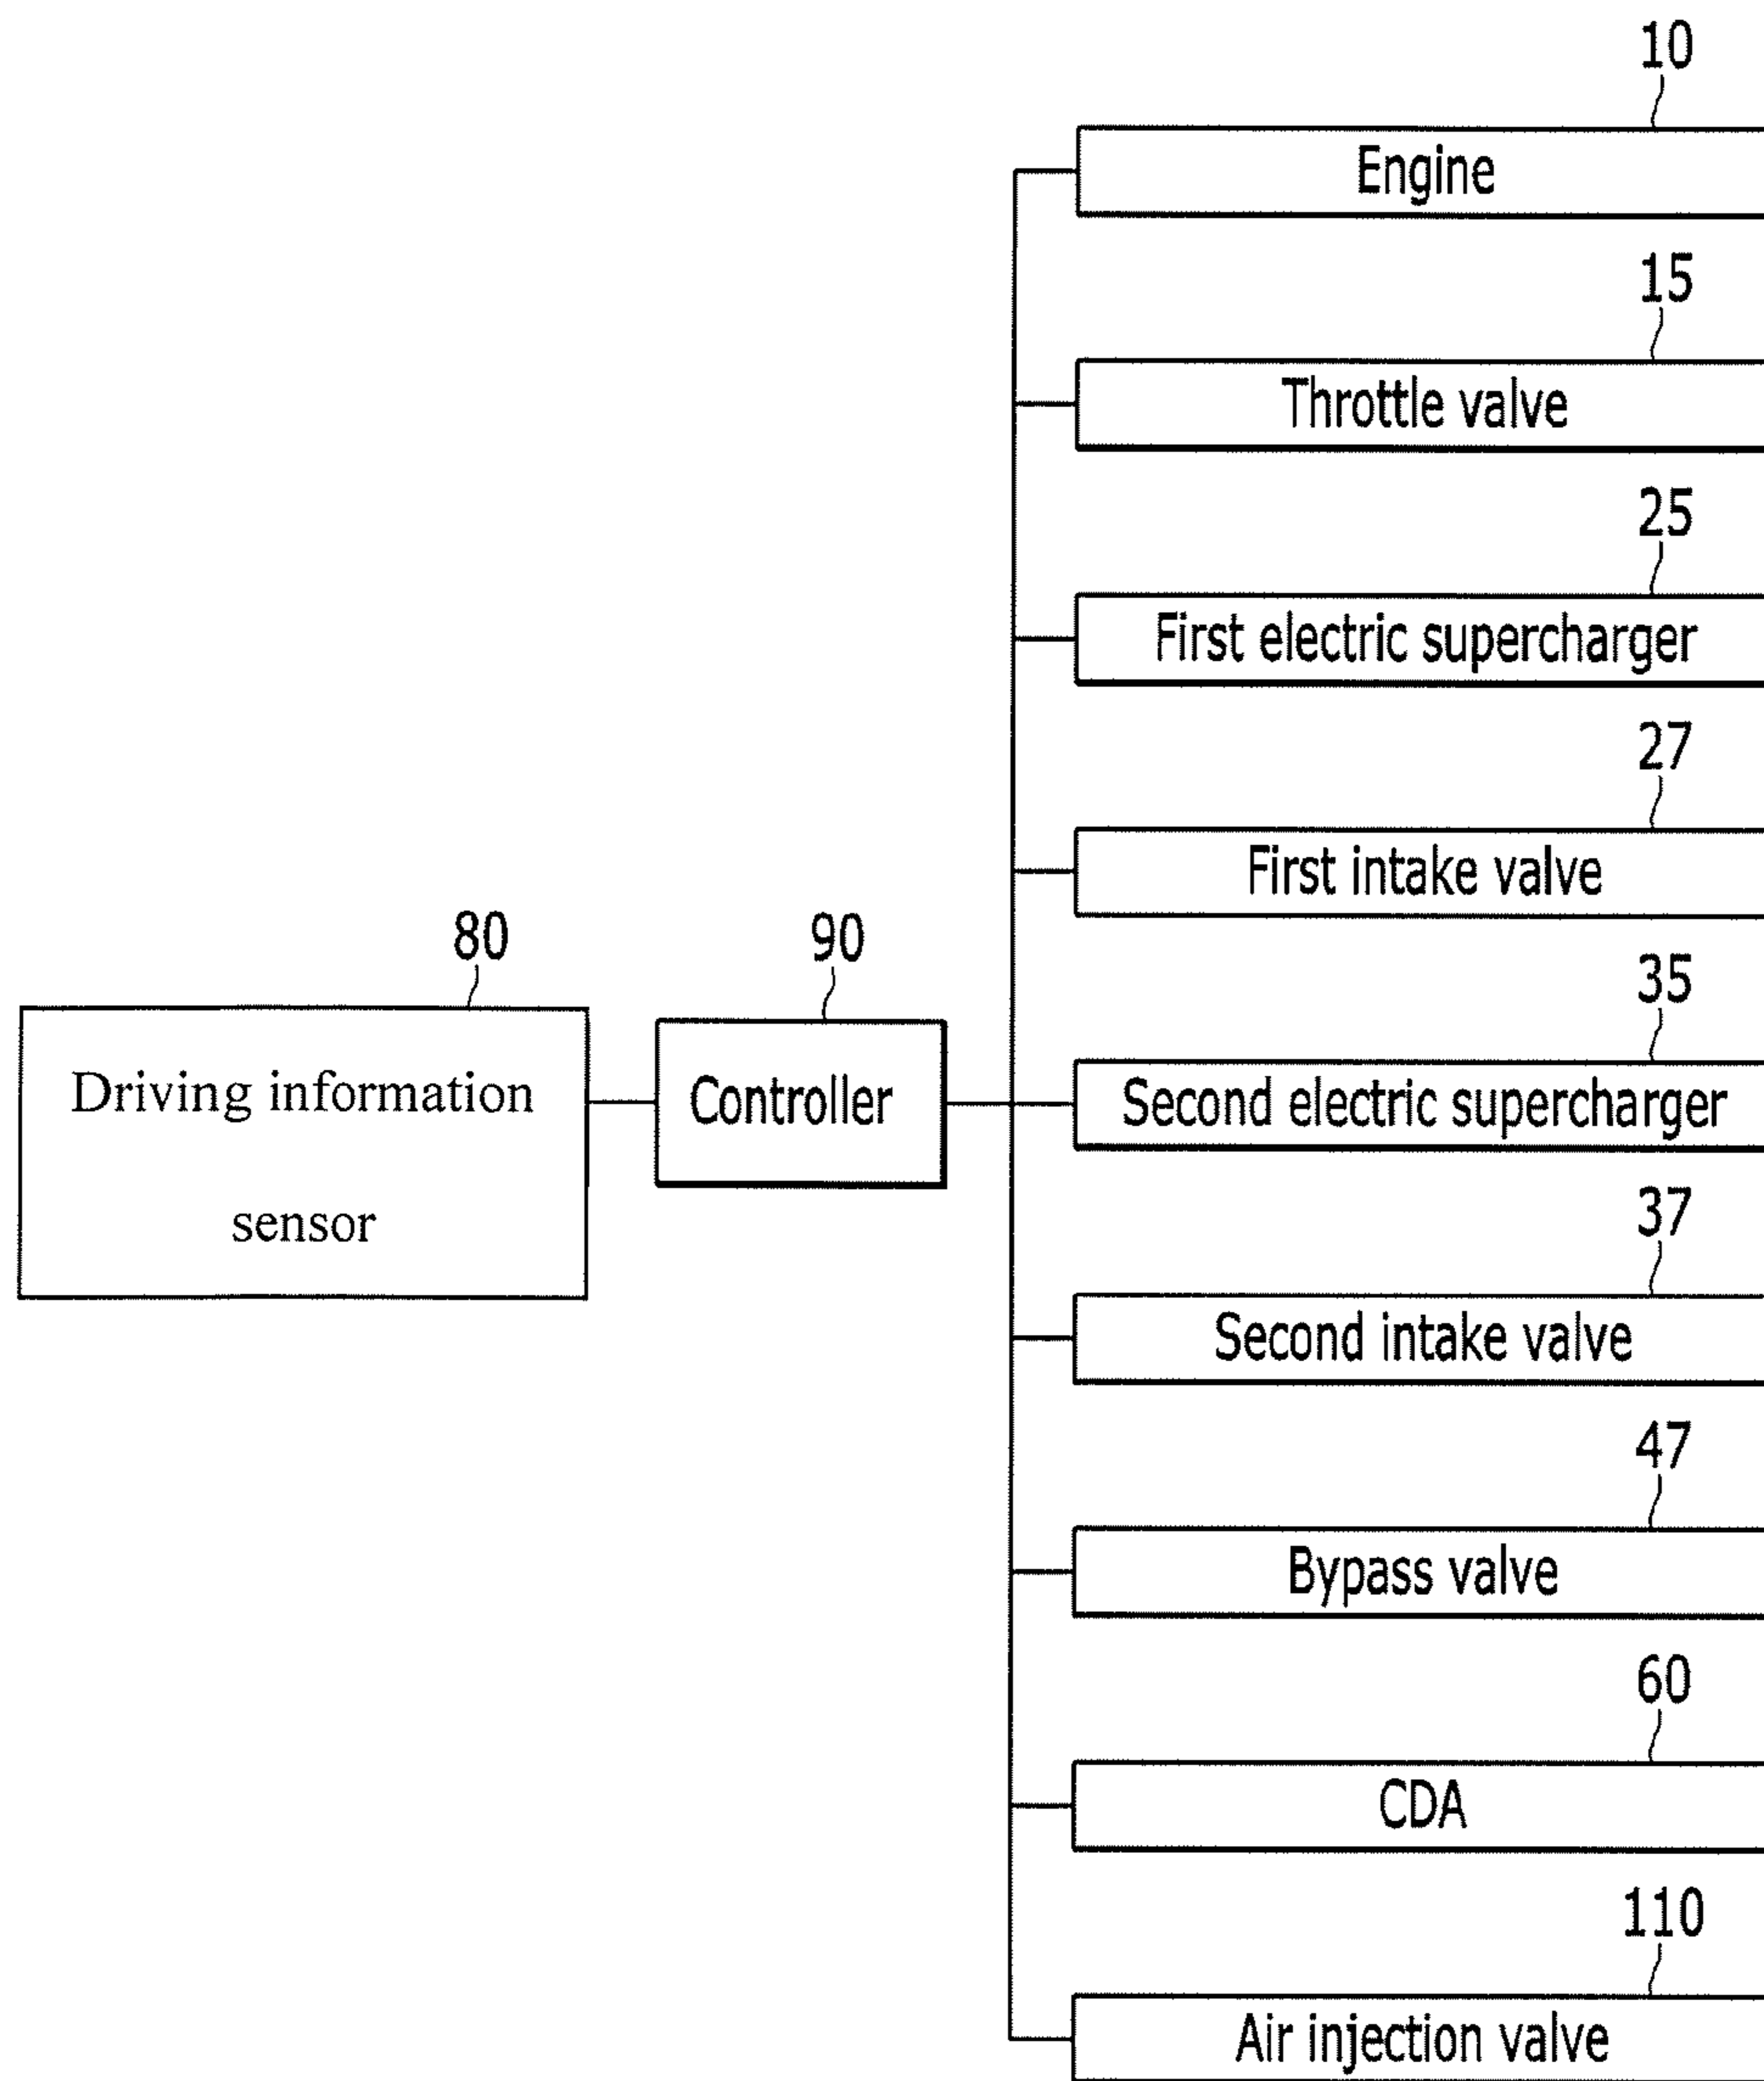 10
Engine
15
Throttle valve
25
First electric supercharger
27
First intake valve
80
Driving information
sensor
90
Controller
35
Second electric supercharger
37
Second intake valve
47
Bypass valve
60
CDA
110
Air injection valve